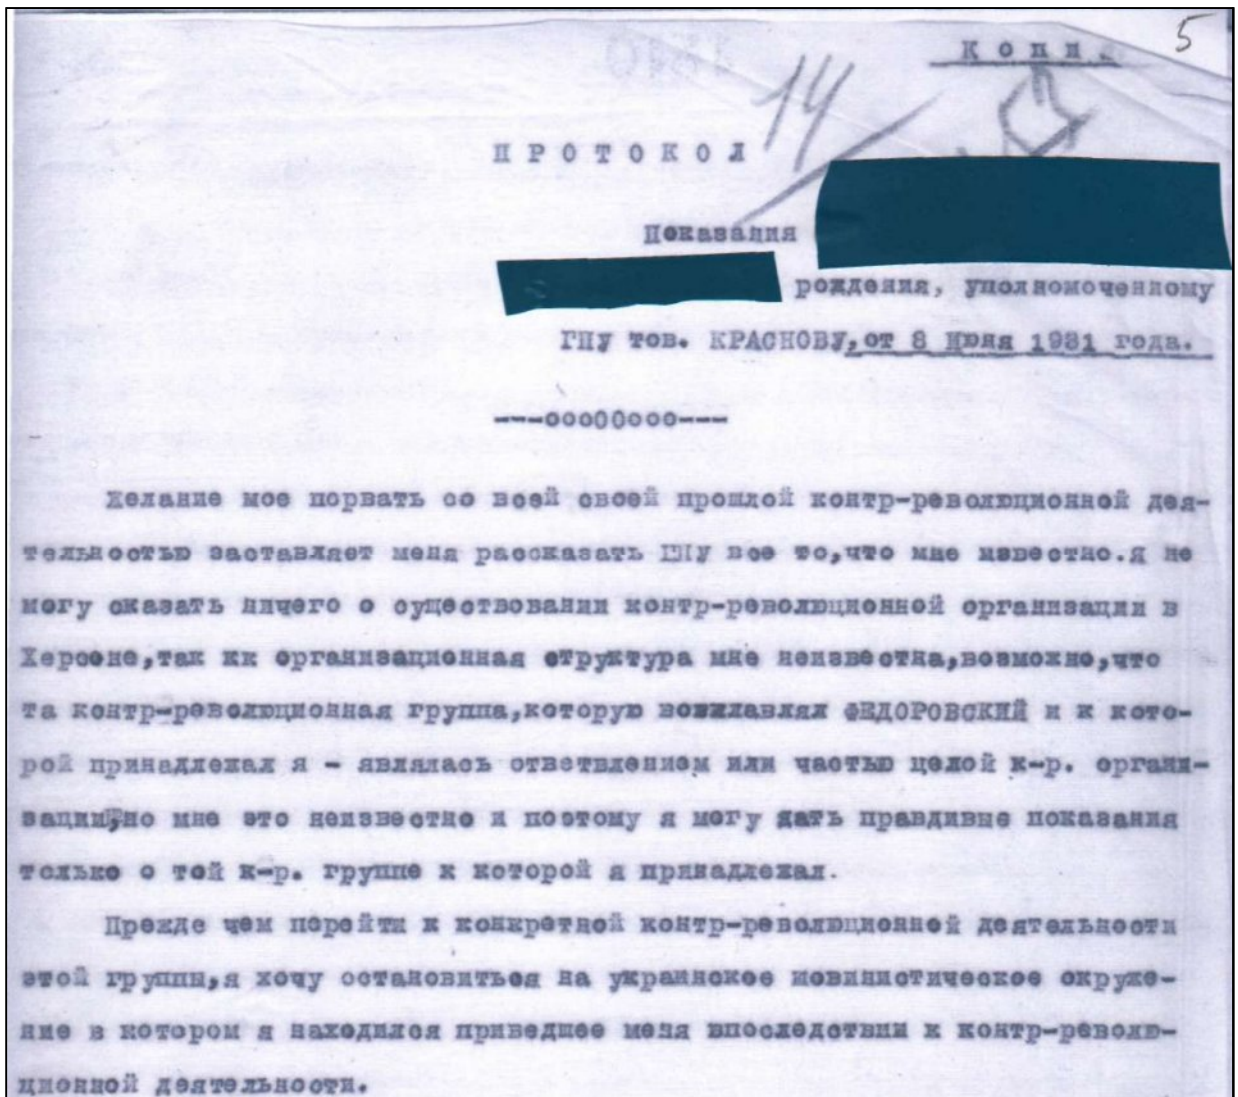 5
Копия
14
ПРОТОКОЛ
Показания
рождения, уполномоченному
ГПУ тов. КРАСНОВУ, от 8 Июня 1931 года.
---ооо00ооо---
Желание мое порвать со всей своей прошлой контр-революционной дея-
тельностью заставляет меня рассказать ГПУ все то,что мне известно.Я не
могу сказать ничего о существовании контр-революционной организации в
Херсоне,так кк организационная структура мне неизвестна,возможно,что
та контр-революционная группа,которую возглавлял ФЕДОРОВСКИЙ и к кото-
рой принадлежал я - являлась ответвлением или частью целой к-р. органи-
зации,но мне это неизвестно и поэтому я могу дать правдивые показания
только о той к-р. группе к которой я принадлежал.
Прежде чем перейти к конкретной контр-революционной деятельности
этой группы,я хочу остановиться на украинское шовинистическое окруже-
ние в котором я находился приведшее меня впоследствии к контр-револю-
ционной деятельности.